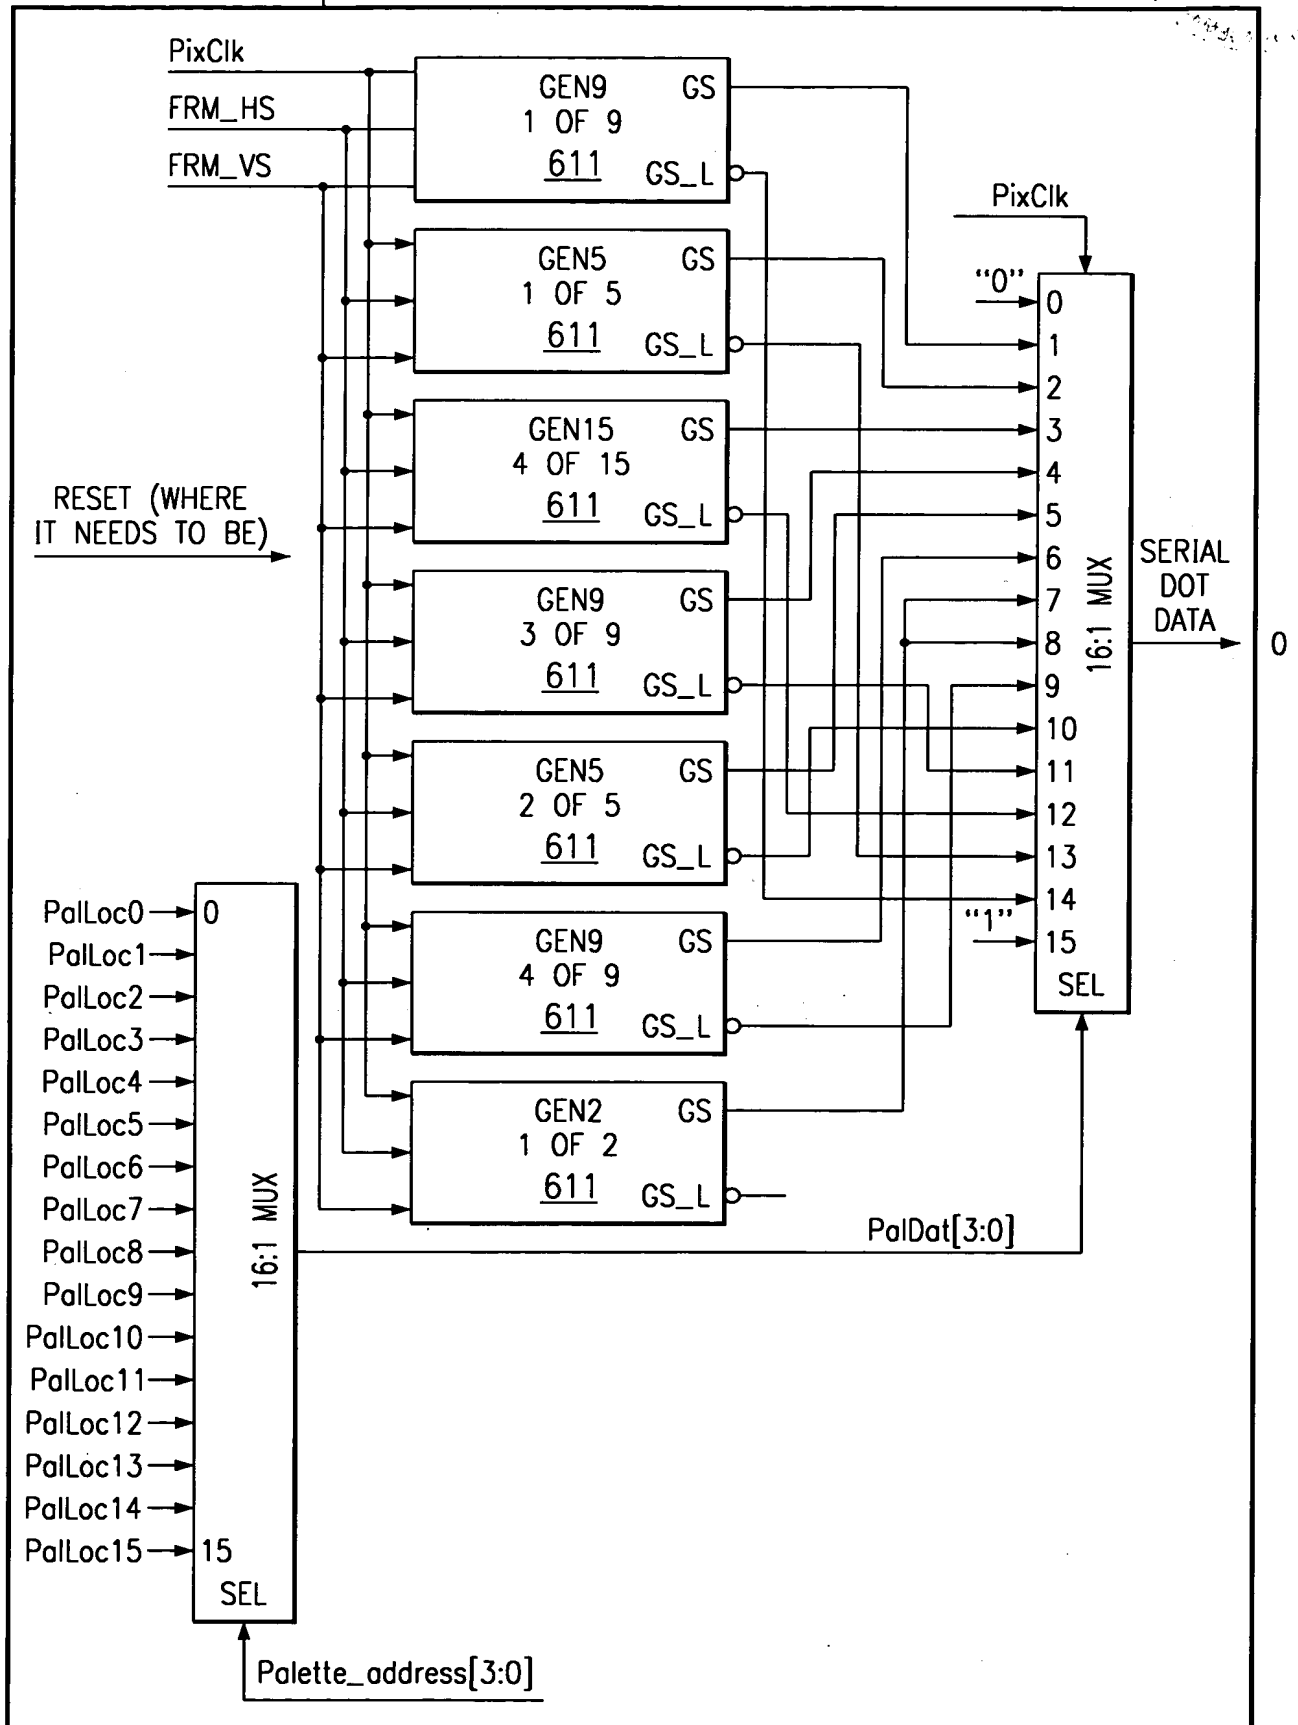 PixClk
FRM_HS
FRM_VS
GEN9 GS
1 OF 9
611 GS_L
GEN5 GS
1 OF 5
611 GS_L
GEN15 GS
4 OF 15
611 GS_L
GEN9 GS
3 OF 9
611 GS_L
GEN5 GS
2 OF 5
611 GS_L
GEN9 GS
4 OF 9
611 GS_L
GEN2 GS
1 OF 2
611 GS_L
RESET (WHERE
IT NEEDS TO BE)
PixClk
"0"
0
1
2
3
4
5
6
7
8
9
10
11
12
13
14
"1"
15
16:1 MUX
SEL
SERIAL
DOT
DATA
0
PalDat[3:0]
PalLoc0 0
PalLoc1
PalLoc2
PalLoc3
PalLoc4
PalLoc5
PalLoc6
PalLoc7
PalLoc8
PalLoc9
PalLoc10
PalLoc11
PalLoc12
PalLoc13
PalLoc14
PalLoc15 15
16:1 MUX
SEL
Palette_address[3:0]